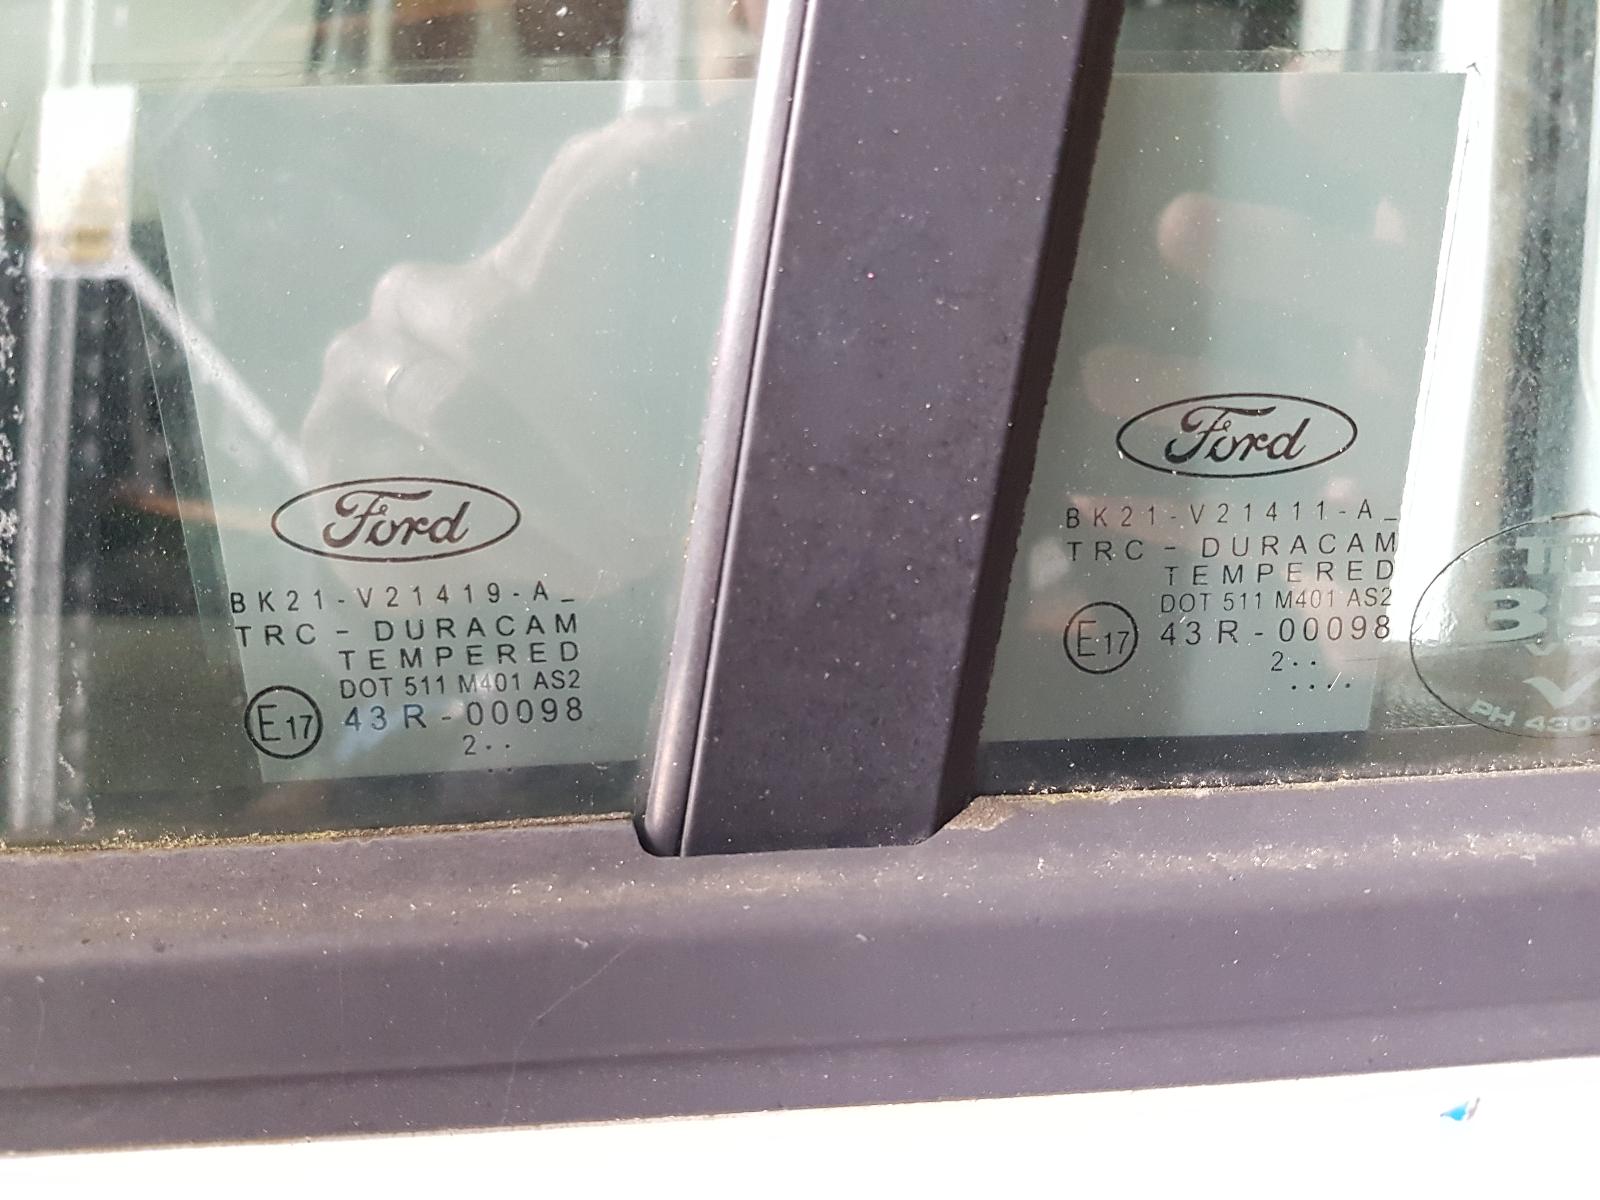 Ford
BK21-V21419-A_
TRC - DURACAM
TEMPERED
DOT 511 M401 AS2
E17 43R-00098
2··
··
Ford
BK21-V21411-A_
TRC - DURACAM
TEMPERED
DOT 511 M401 AS2
E17 43R-00098
2··
····
PH